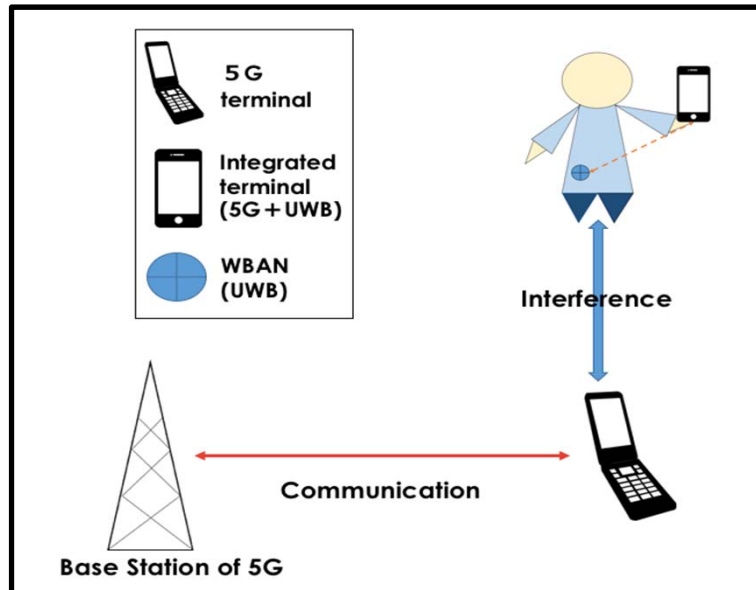 ５G
terminal
Integrated
terminal
(5G＋UWB)
WBAN
(UWB)
Interference
Communication
Base Station of 5G